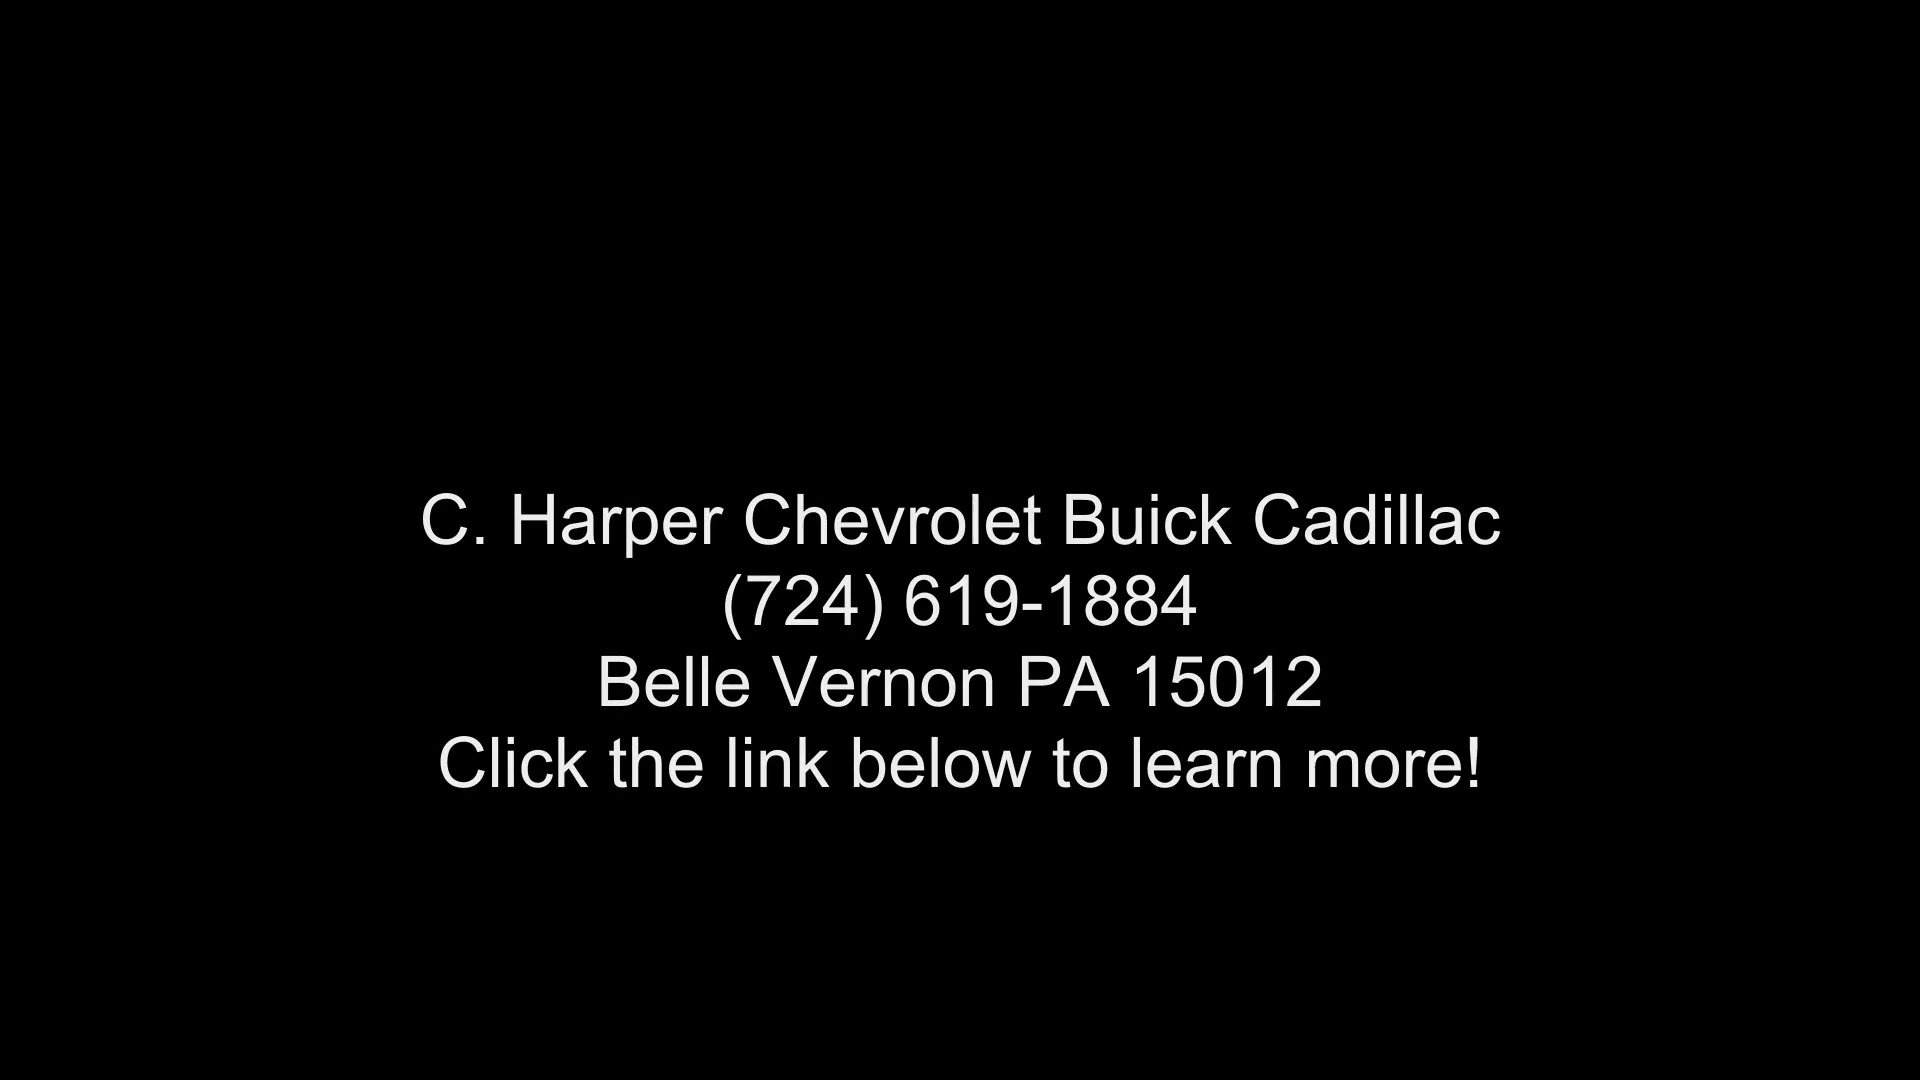 C. Harper Chevrolet Buick Cadillac
(724) 619-1884
Belle Vernon PA 15012
Click the link below to learn more!